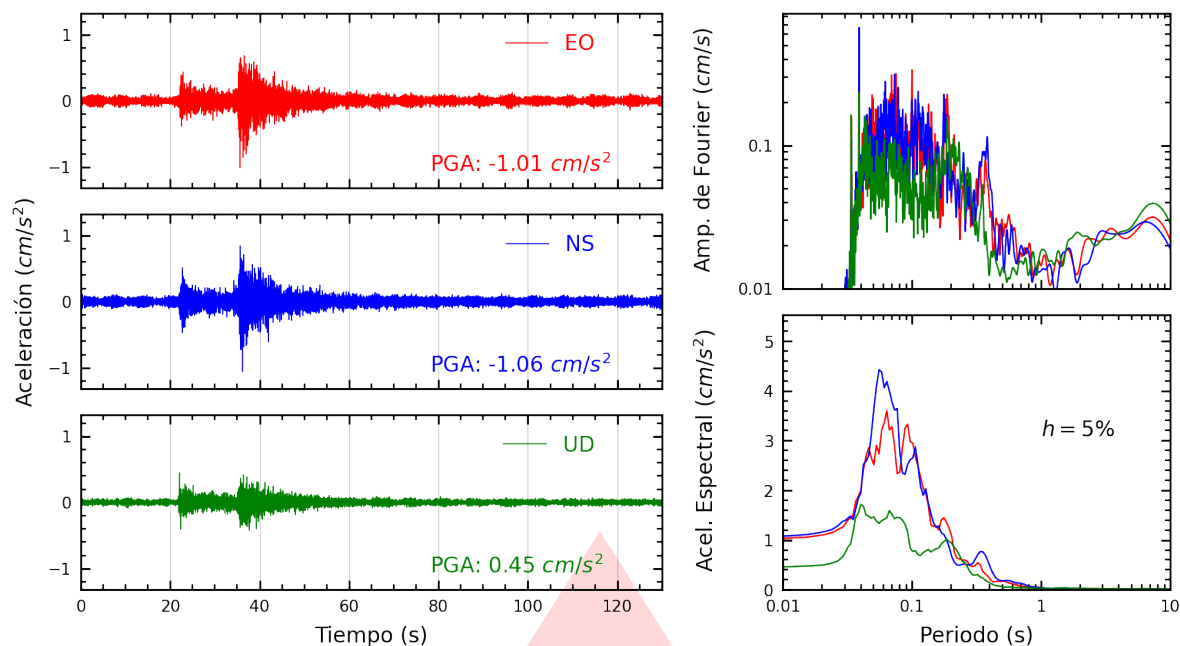 Aceleración (cm/s²)
1
0
−1
EO
PGA: -1.01 cm/s²
1
0
−1
NS
PGA: -1.06 cm/s²
1
0
−1
UD
PGA: 0.45 cm/s²
0 20 40 60 80 100 120
Tiempo (s)
Amp. de Fourier (cm/s)
0.1
0.01
Acel. Espectral (cm/s²)
5
4
3
2
1
0
h = 5%
0.01 0.1 1 10
Periodo (s)